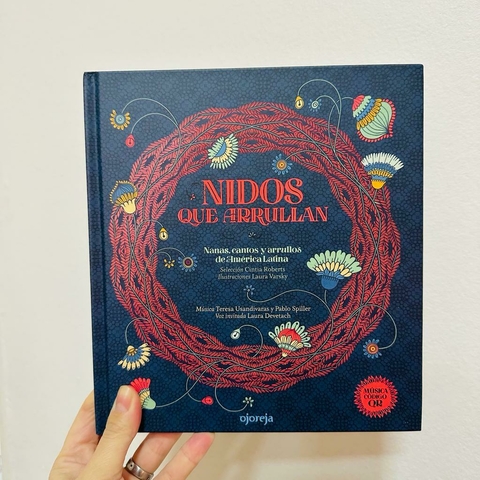 NIDOS
QUE ARRULLAN
Nanas, cantos y arrullos
de América Latina
Selección Cintia Roberts
Ilustraciones Laura Varsky
Música Teresa Usandivaras y Pablo Spiller
Voz invitada Laura Devetach
MÚSICA
CÓDIGO
QR
ojoreja